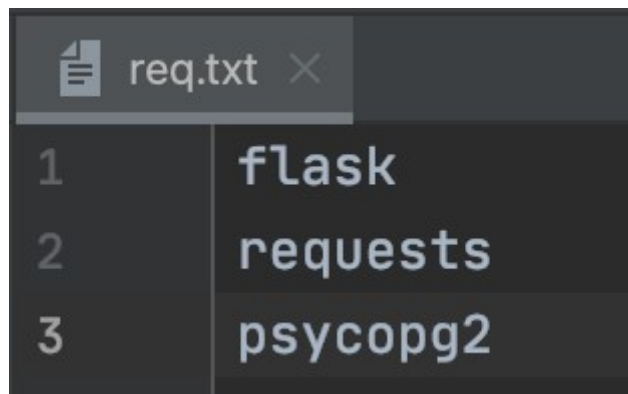 req.txt
1 flask
2 requests
3 psycopg2